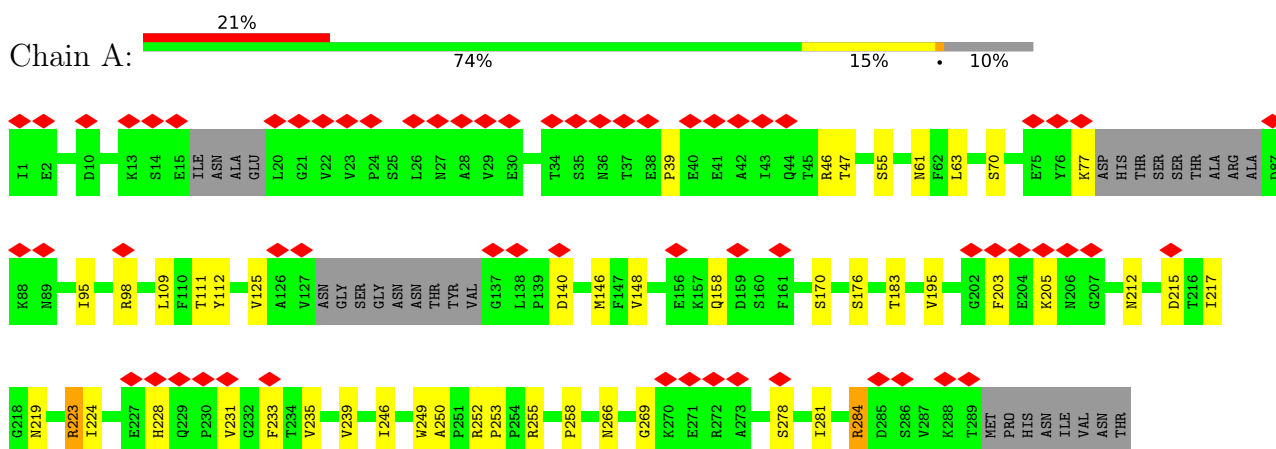 21%
Chain A:
74% 15% • 10%
I1 E2 D10 K13 S14 E15 ILE ASN ALA GLU L20 G21 V22 V23 P24 S25 L26 N27 A28 V29 E30 T34 S35 N36 T37 E38 P39 E40 E41 A42 I43 Q44 T45 R46 T47 S55 N61 F62 L63 S70 E75 Y76 K77 ASP HIS THR SER SER THR ALA ARG ALA D87
K88 N89 I95 R98 L109 F110 T111 Y112 V125 A126 V127 ASN GLY SER GLY ASN ASN THR TYR VAL G137 L138 P139 D140 M146 F147 V148 E156 K157 Q158 D159 S160 F161 S170 S176 T183 V195 G202 F203 E204 K205 N206 G207 N212 D215 T216 I217
G218 N219 R223 I224 E227 H228 Q229 P230 V231 G232 F233 T234 V235 V239 I246 W249 A250 P251 R252 P253 P254 R255 P258 N266 G269 K270 E271 R272 A273 S278 I281 R284 D285 S286 V287 K288 T289 MET PRO HIS ASN ILE VAL ASN THR